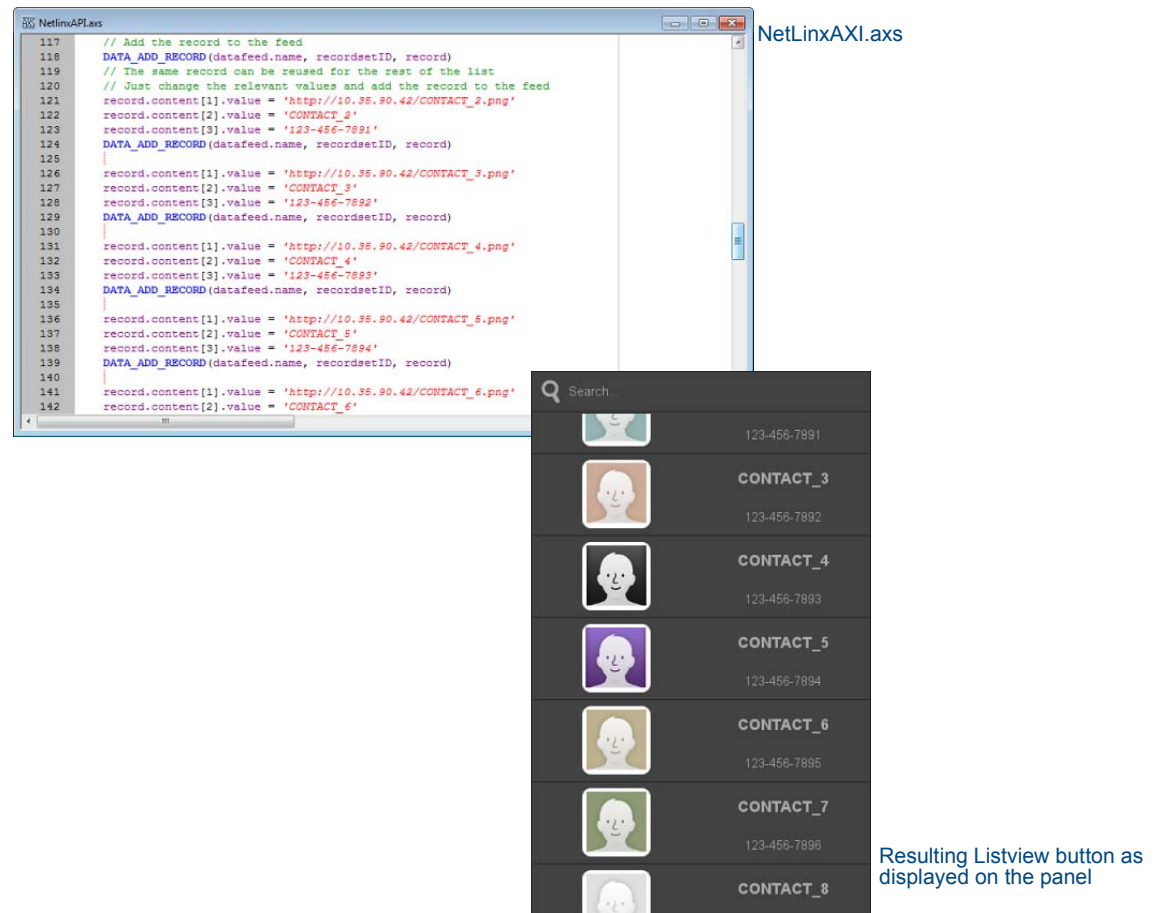 NetlinxAPI.axs
NetLinxAXI.axs
117 // Add the record to the feed
118 DATA_ADD_RECORD(datafeed.name, recordsetID, record)
119 // The same record can be reused for the rest of the list
120 // Just change the relevant values and add the record to the feed
121 record.content[1].value = 'http://10.35.90.42/CONTACT_2.png'
122 record.content[2].value = 'CONTACT_2'
123 record.content[3].value = '123-456-7891'
124 DATA_ADD_RECORD(datafeed.name, recordsetID, record)
125
126 record.content[1].value = 'http://10.35.90.42/CONTACT_3.png'
127 record.content[2].value = 'CONTACT_3'
128 record.content[3].value = '123-456-7892'
129 DATA_ADD_RECORD(datafeed.name, recordsetID, record)
130
131 record.content[1].value = 'http://10.35.90.42/CONTACT_4.png'
132 record.content[2].value = 'CONTACT_4'
133 record.content[3].value = '123-456-7893'
134 DATA_ADD_RECORD(datafeed.name, recordsetID, record)
135
136 record.content[1].value = 'http://10.35.90.42/CONTACT_5.png'
137 record.content[2].value = 'CONTACT_5'
138 record.content[3].value = '123-456-7894'
139 DATA_ADD_RECORD(datafeed.name, recordsetID, record)
140
141 record.content[1].value = 'http://10.35.90.42/CONTACT_6.png'
142 record.content[2].value = 'CONTACT_6'
Search...
123-456-7891
CONTACT_3
123-456-7892
CONTACT_4
123-456-7893
CONTACT_5
123-456-7894
CONTACT_6
123-456-7895
CONTACT_7
123-456-7896
CONTACT_8
Resulting Listview button as
displayed on the panel